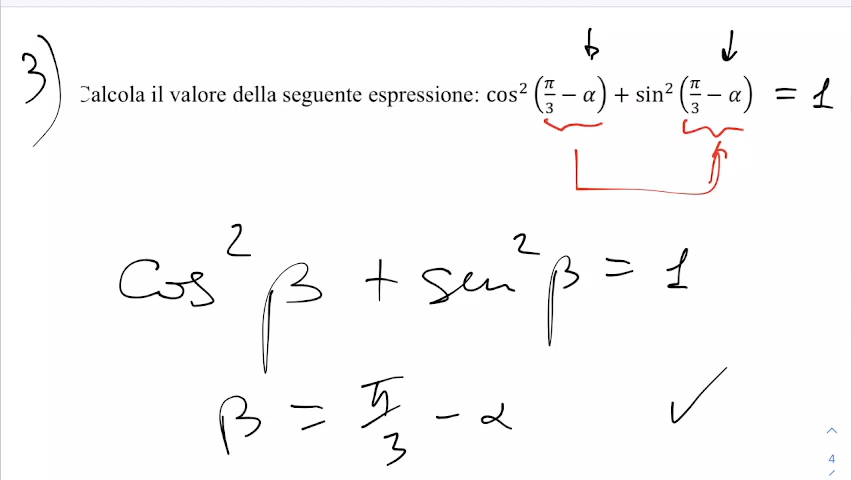 3) Calcola il valore della seguente espressione: cos² (π/3 − α) + sin² (π/3 − α) = 1
cos² β + sen² β = 1
β = π/3 − α
4